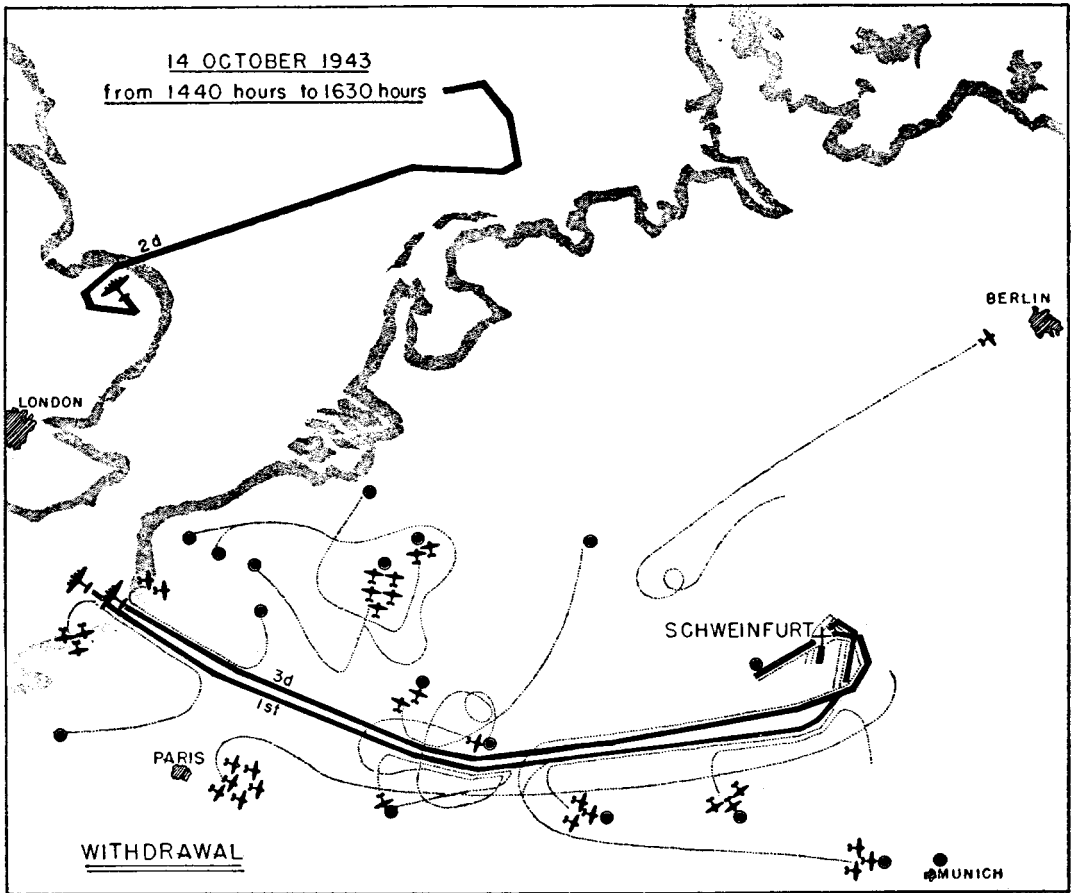 14 OCTOBER 1943
from 1440 hours to 1630 hours
2d
BERLIN
LONDON
SCHWEINFURT
3d
1st
PARIS
WITHDRAWAL
MUNICH